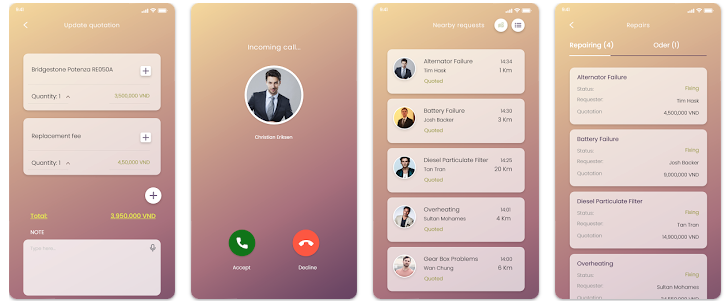 9:41
Update quotation
Bridgestone Potenza RE050A
Quantity: 1
3,500,000 VND
Replacement fee
Quantity: 1
4,50,000 VND
Total:
3,950,000 VND
NOTE
Type here...
9:41
Incoming call...
Christian Eriksen
Accept
Decline
9:41
Nearby requests
Alternator Failure
14:34
Tim Hoek
1 Km
Quoted
Battery Failure
14:30
Josh Backer
3 Km
Quoted
Diesel Particulate Filter
14:25
Tan Tran
20 Km
Quoted
Overheating
14:01
Sultan Mohames
4 Km
Quoted
Gear Box Problems
14:00
Wan Chung
6 Km
Quoted
9:41
Repairs
Repairing (4)
Oder (1)
Alternator Failure
Status:
Fixing
Requester:
Tim Hoek
Quotation:
4,500,000 VND
Battery Failure
Status:
Fixing
Requester:
Josh Backer
Quotation:
9,000,000 VND
Diesel Particulate Filter
Status:
Fixing
Requester:
Tan Tran
Quotation:
14,900,000 VND
Overheating
Status:
Fixing
Requester:
Sultan Mohames